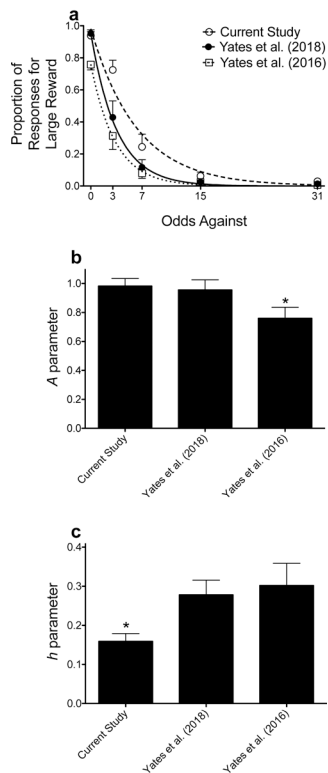 a
Current Study
Yates et al. (2018)
Yates et al. (2016)
Proportion of
Responses for
Large Reward
1.0
0.8
0.6
0.4
0.2
0.0
0 3 7 15 31
Odds Against
b
A parameter
1.0
0.8
0.6
0.4
0.2
0.0
*
Current Study
Yates et al. (2018)
Yates et al. (2016)
c
h parameter
0.4
0.3
0.2
0.1
0.0
*
Current Study
Yates et al. (2018)
Yates et al. (2016)